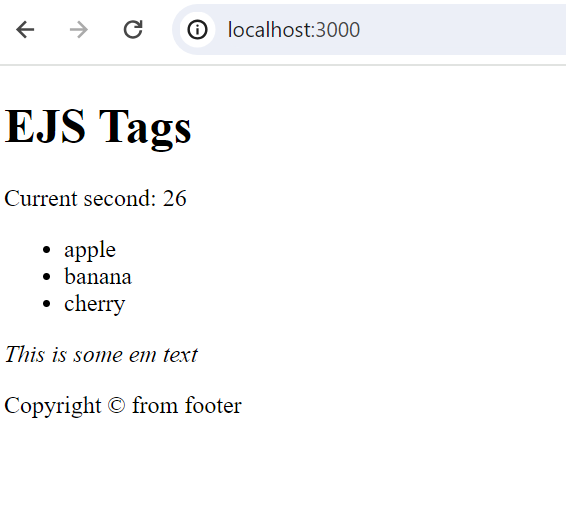 localhost:3000
EJS Tags
Current second: 26
• apple
• banana
• cherry
This is some em text
Copyright © from footer